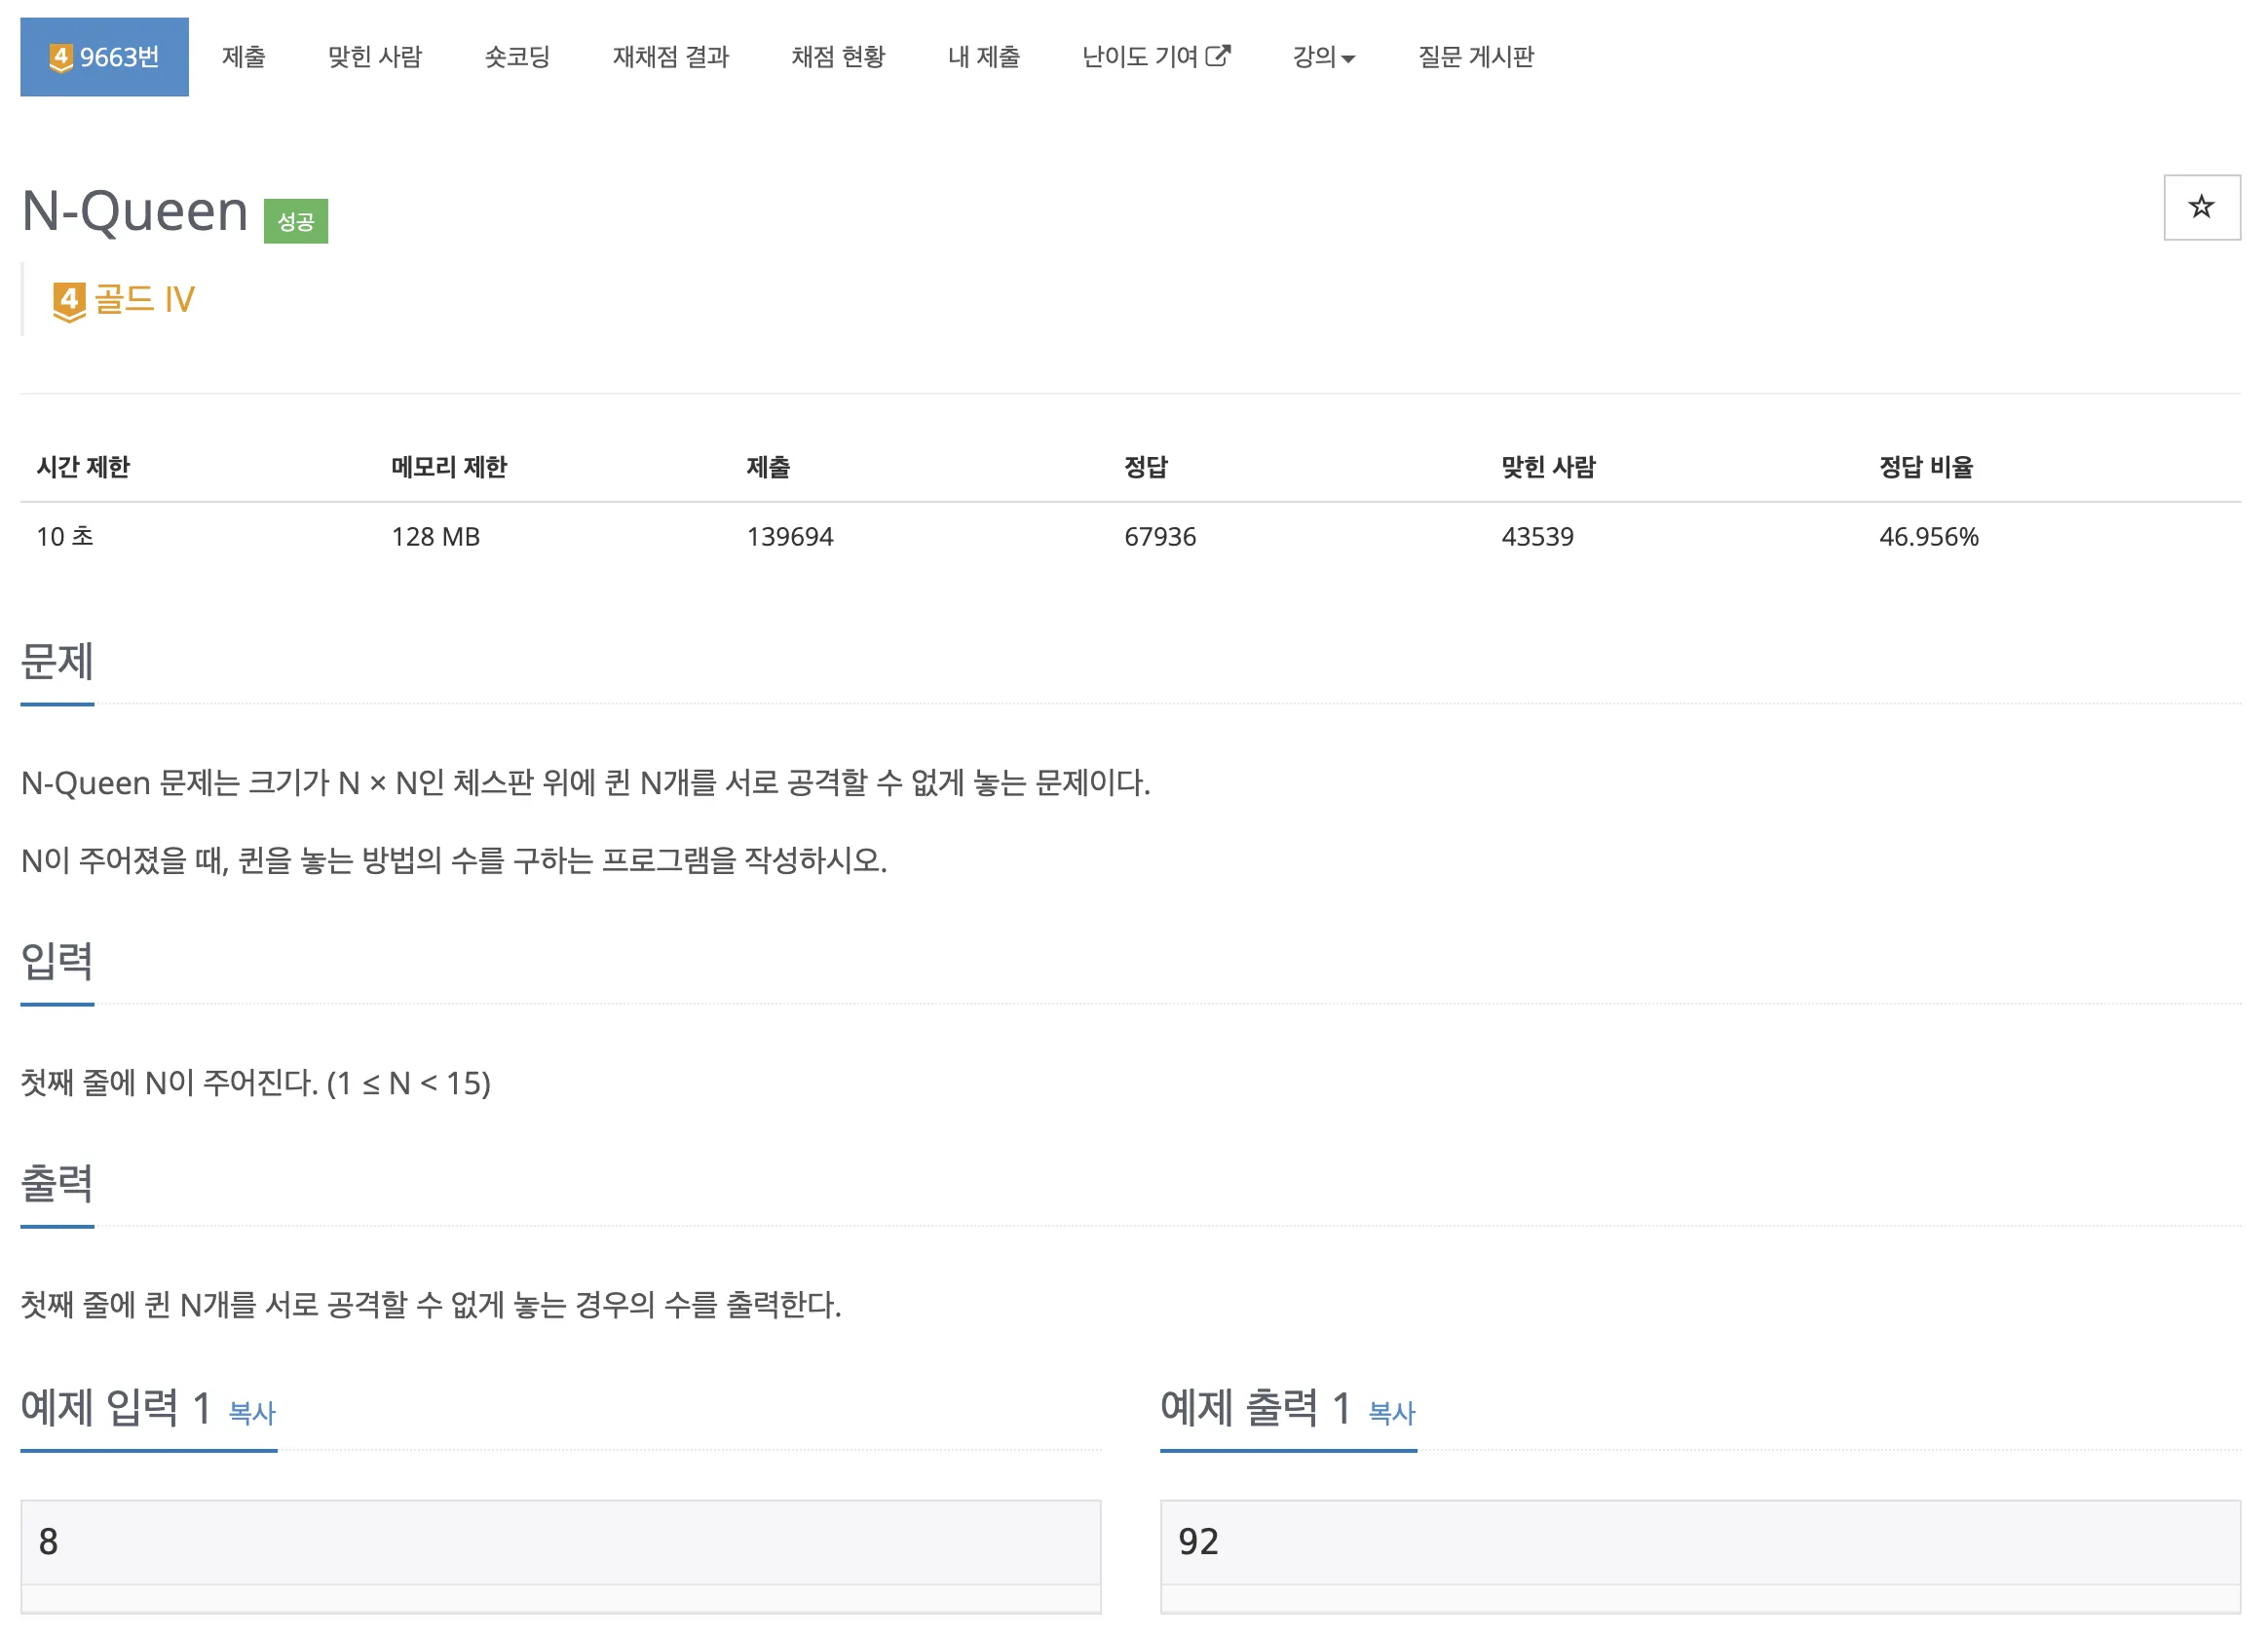 4 9663번 제출 맞힌 사람 숏코딩 재채점 결과 채점 현황 내 제출 난이도 기여 강의 질문 게시판
N-Queen 성공
4 골드 IV
시간 제한 메모리 제한 제출 정답 맞힌 사람 정답 비율
10 초 128 MB 139694 67936 43539 46.956%
문제
N-Queen 문제는 크기가 N × N인 체스판 위에 퀸 N개를 서로 공격할 수 없게 놓는 문제이다.
N이 주어졌을 때, 퀸을 놓는 방법의 수를 구하는 프로그램을 작성하시오.
입력
첫째 줄에 N이 주어진다. (1 ≤ N < 15)
출력
첫째 줄에 퀸 N개를 서로 공격할 수 없게 놓는 경우의 수를 출력한다.
예제 입력 1 복사
8
예제 출력 1 복사
92